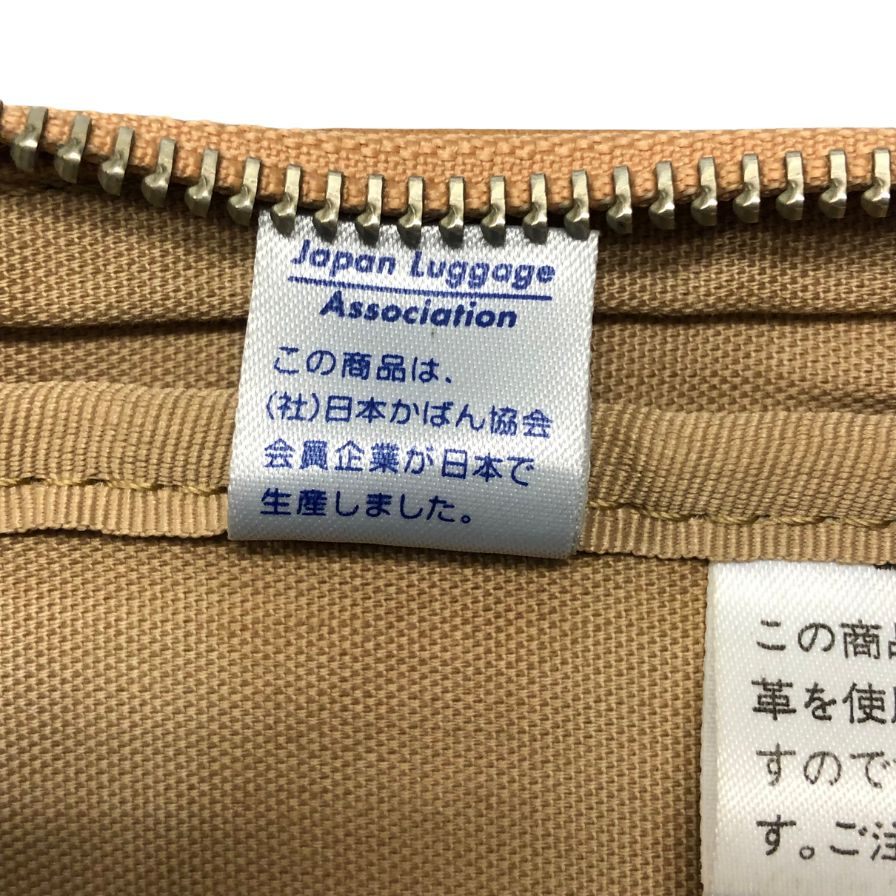 Japan Luggage
Association
この商品は、
(社)日本かばん協会
会員企業が日本で
生産しました。
この商
革を使
すので
す。ご注